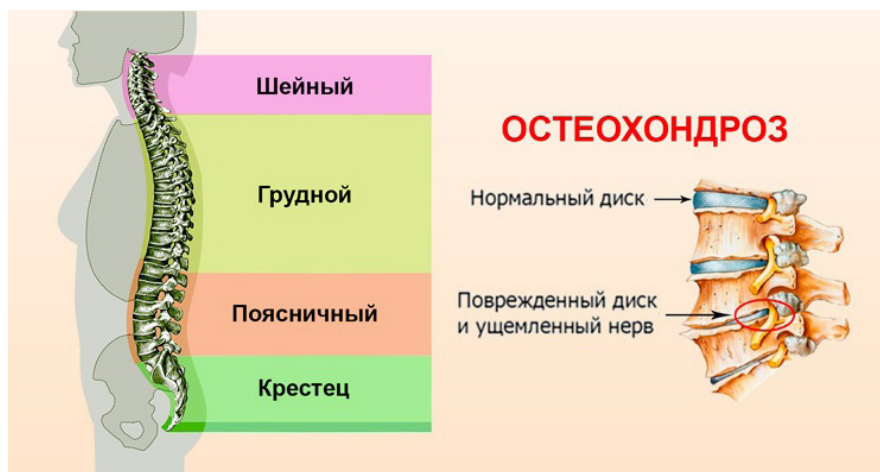 Шейный
Грудной
Поясничный
Крестец
ОСТЕОХОНДРОЗ
Нормальный диск
Поврежденный диск
и ущемленный нерв